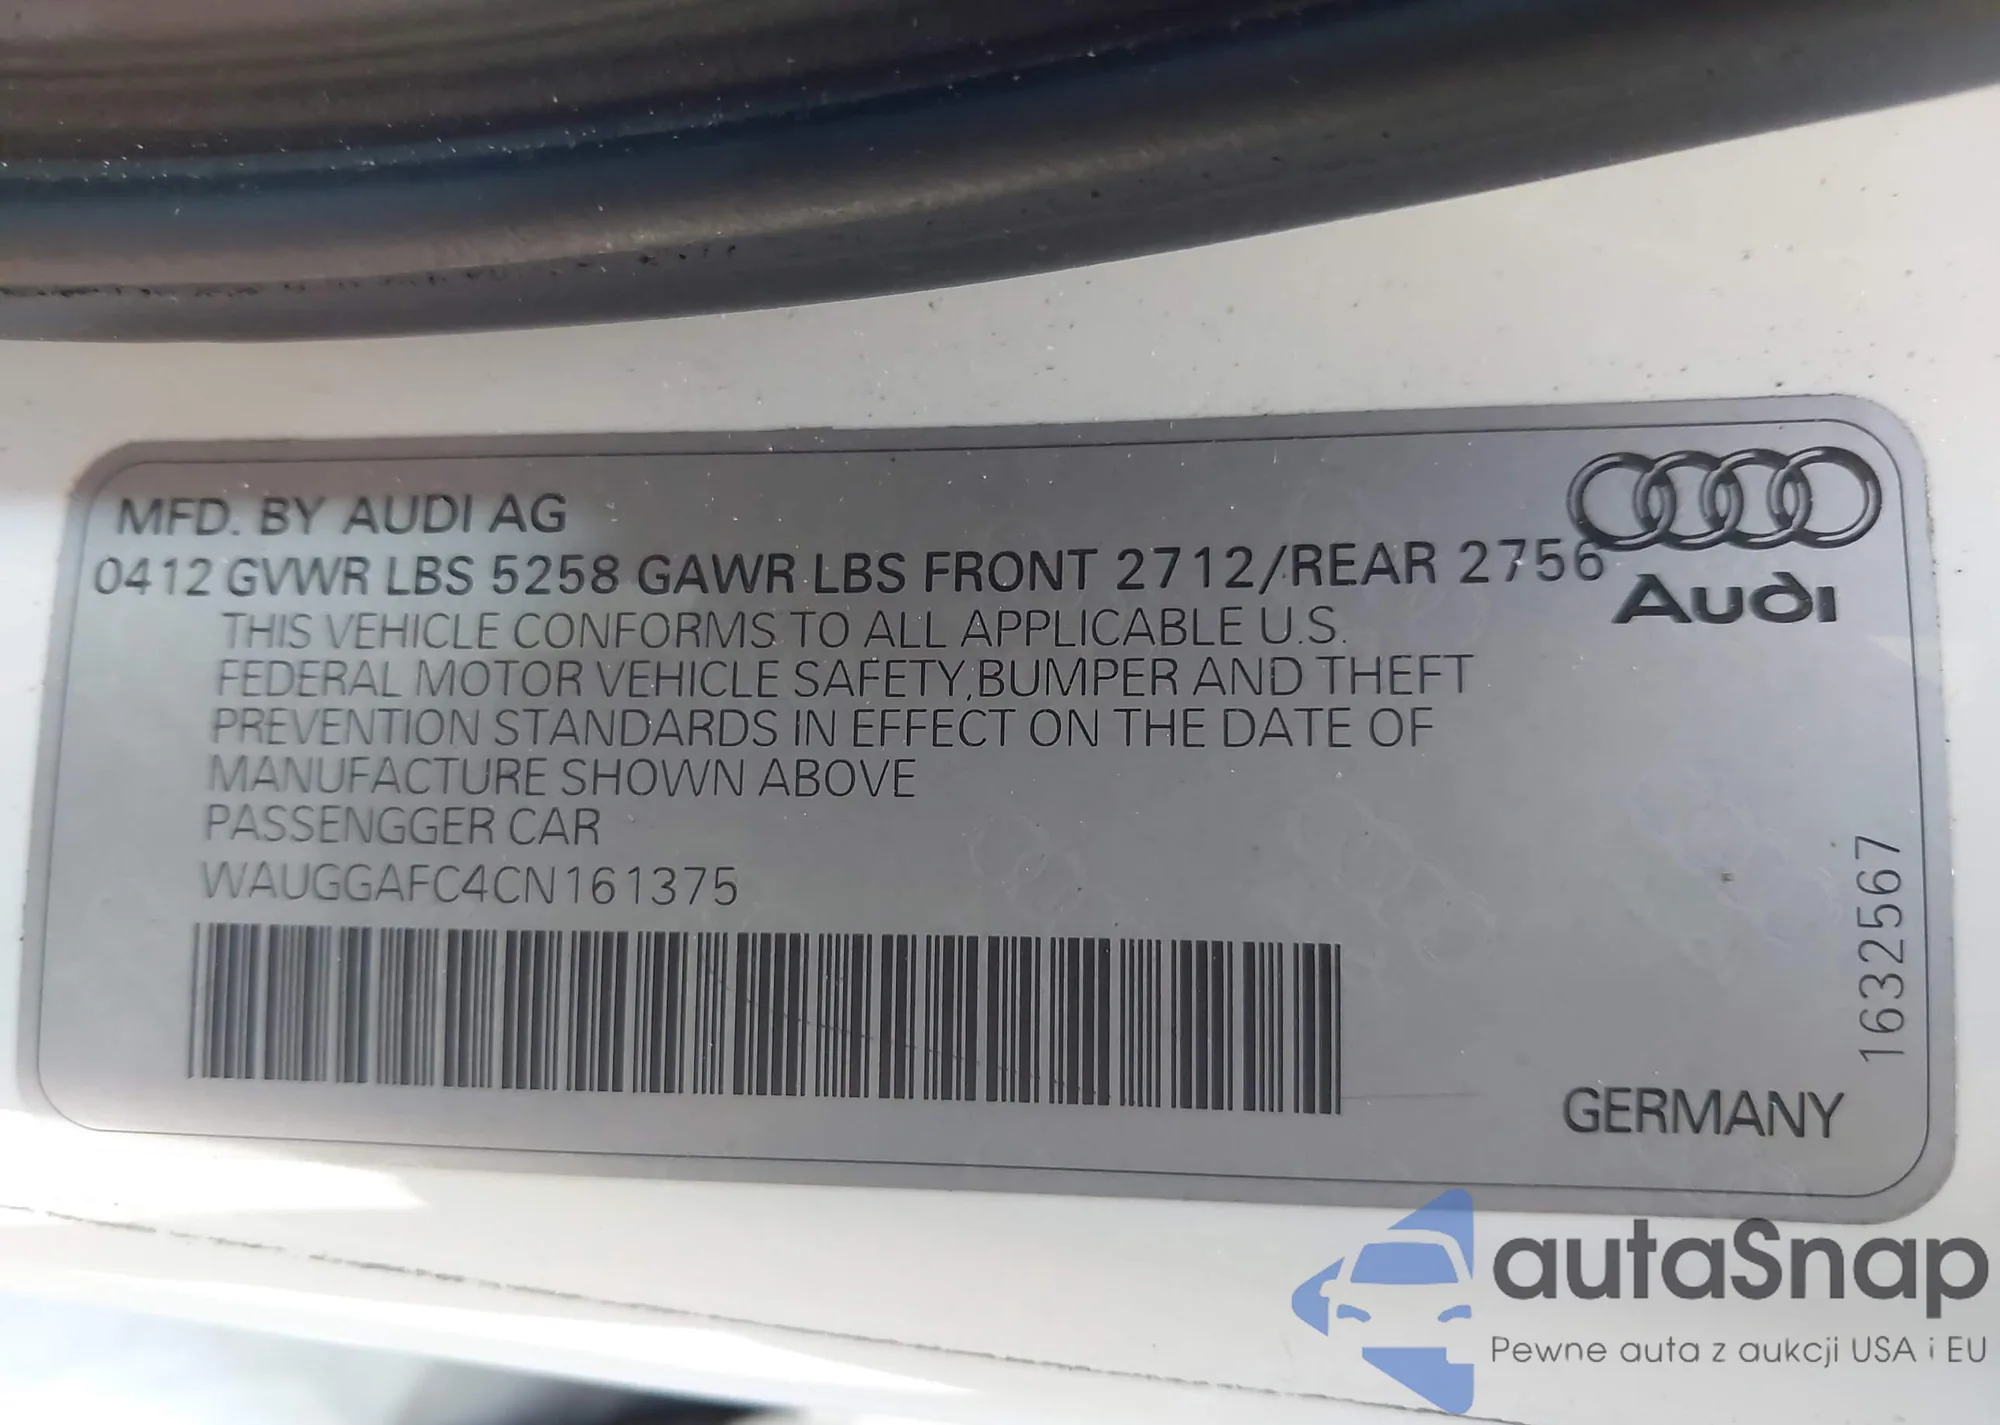 MFD. BY AUDI AG
0412 GVWR LBS 5258 GAWR LBS FRONT 2712/REAR 2756
Audi
THIS VEHICLE CONFORMS TO ALL APPLICABLE U.S.
FEDERAL MOTOR VEHICLE SAFETY,BUMPER AND THEFT
PREVENTION STANDARDS IN EFFECT ON THE DATE OF
MANUFACTURE SHOWN ABOVE
PASSENGGER CAR
WAUGGAFC4CN161375
1632567
GERMANY
autaSnap
Pewne auta z aukcji USA i EU